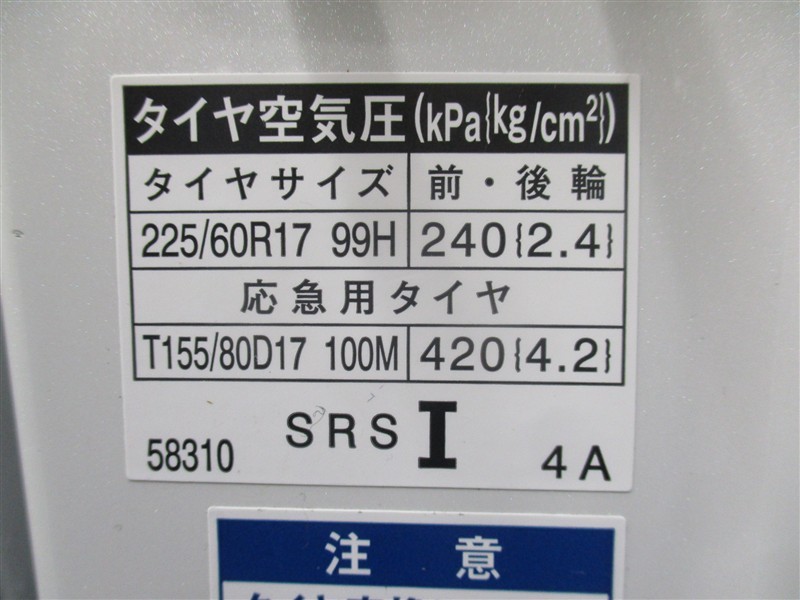 タイヤ空気圧(kPa{kg/cm²})
タイヤサイズ 前・後輪
225/60R17 99H 240{2.4}
応急用タイヤ
T155/80D17 100M 420{4.2}
58310 SRS I 4A
注意